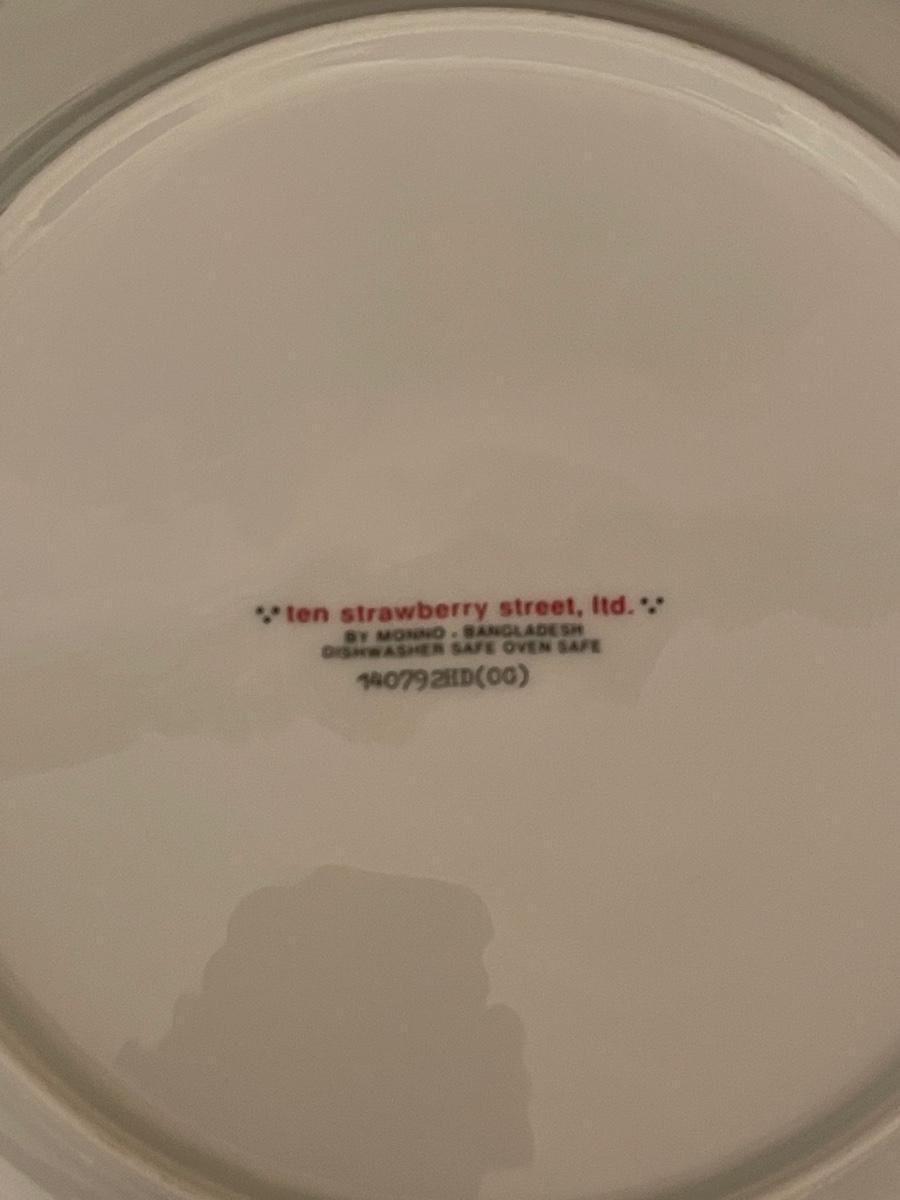 ten strawberry street, ltd.
BY MONNO - BANGLADESH
DISHWASHER SAFE OVEN SAFE
140792HD(OG)